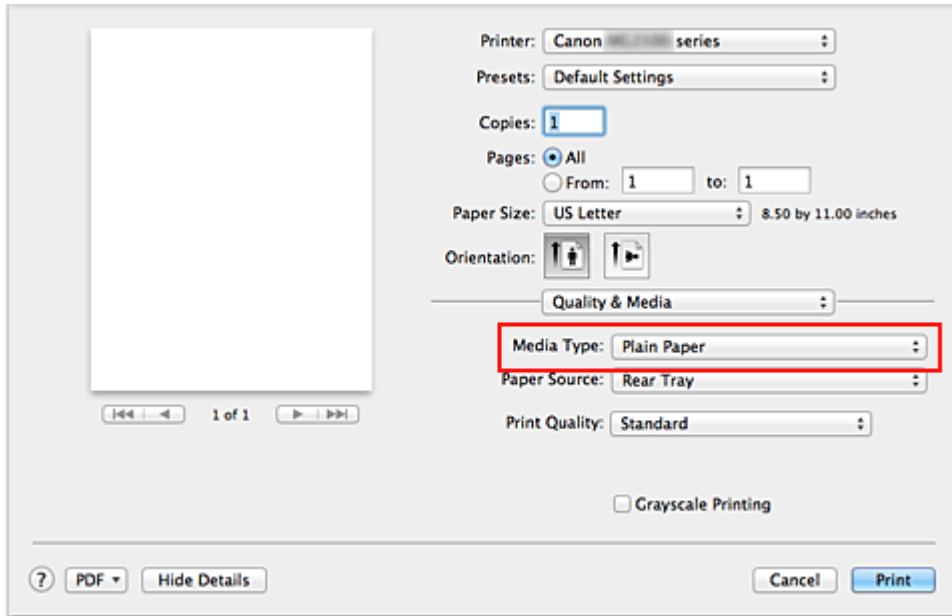 Printer: Canon series
Presets: Default Settings
Copies: 1
Pages: All
From: 1 to: 1
Paper Size: US Letter 8.50 by 11.00 inches
Orientation:
Quality & Media
Media Type: Plain Paper
Paper Source: Rear Tray
1 of 1
Print Quality: Standard
Grayscale Printing
? PDF Hide Details Cancel Print